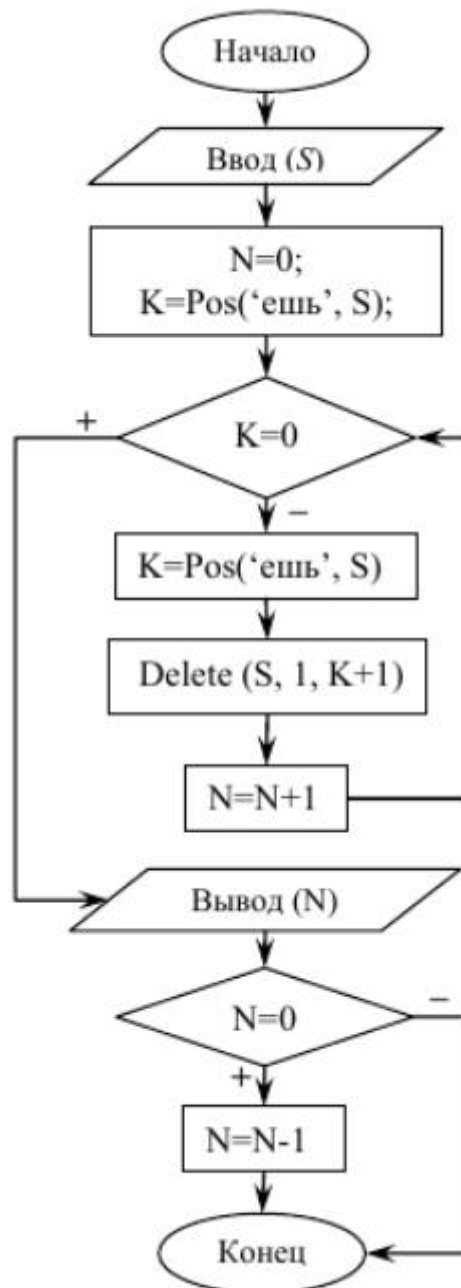 Начало
Ввод (S)
N=0;
K=Pos(‘ешь’, S);
+
K=0
–
K=Pos(‘ешь’, S)
Delete (S, 1, K+1)
N=N+1
Вывод (N)
N=0
–
+
N=N-1
Конец